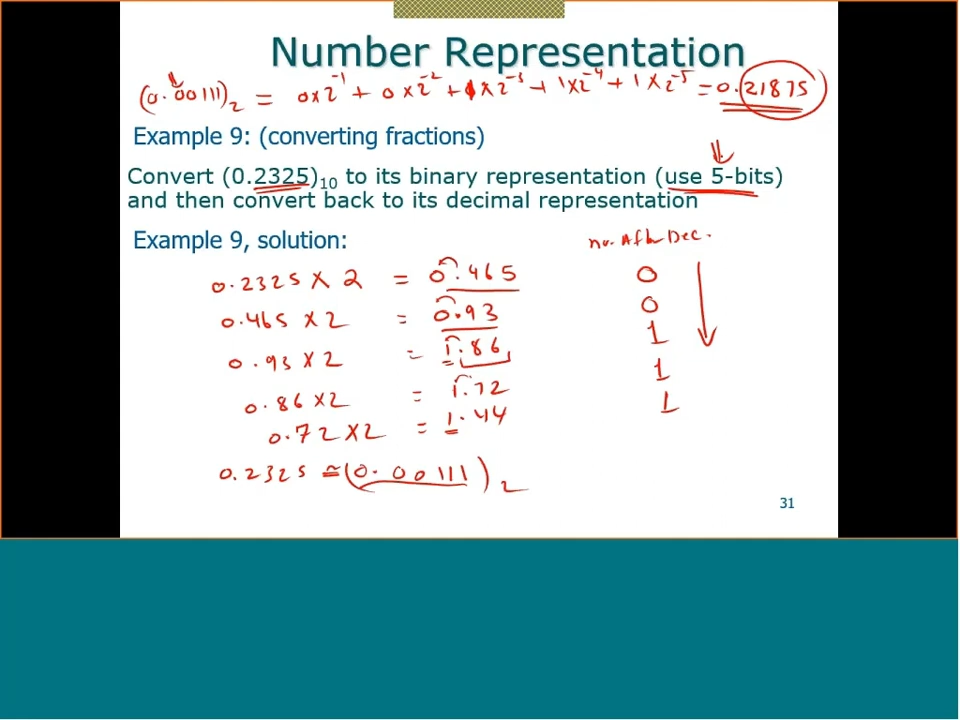 Number Representation
(0.00111)₂ = 0×2⁻¹ + 0×2⁻² + 1×2⁻³ + 1×2⁻⁴ + 1×2⁻⁵ = 0.21875
Example 9: (converting fractions)
Convert (0.2325)₁₀ to its binary representation (use 5-bits)
and then convert back to its decimal representation
Example 9, solution:
no. Aft Dec.
0.2325 × 2 = 0.465 0
0.465 × 2 = 0.93 0
0.93 × 2 = 1.86 1
0.86 × 2 = 1.72 1
0.72 × 2 = 1.44 1
0.2325 ≅ (0.00111)₂
31